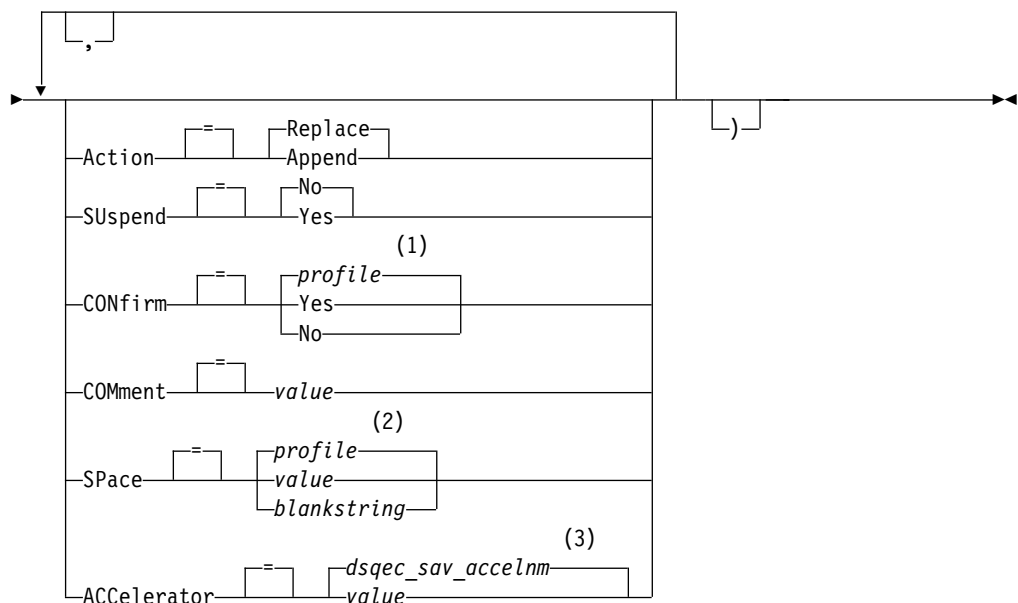 ,
)
= Replace
Action Append
= No
SUspend Yes
(1)
= profile
CONfirm Yes
No
=
COMment value
(2)
= profile
SPace value
blankstring
(3)
= dsqec_sav_accelnm
ACCelerator value